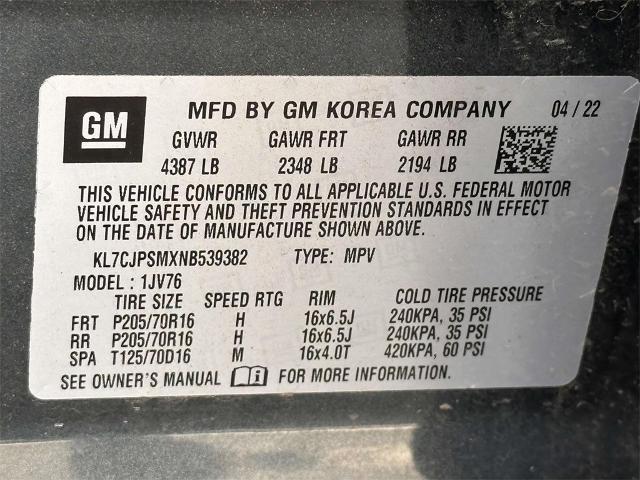 GM
MFD BY GM KOREA COMPANY 04 / 22
GVWR GAWR FRT GAWR RR
4387 LB 2348 LB 2194 LB
THIS VEHICLE CONFORMS TO ALL APPLICABLE U.S. FEDERAL MOTOR
VEHICLE SAFETY AND THEFT PREVENTION STANDARDS IN EFFECT
ON THE DATE OF MANUFACTURE SHOWN ABOVE.
KL7CJPSMXNB539382 TYPE: MPV
MODEL : 1JV76
TIRE SIZE SPEED RTG RIM COLD TIRE PRESSURE
FRT P205/70R16 H 16x6.5J 240KPA, 35 PSI
RR P205/70R16 H 16x6.5J 240KPA, 35 PSI
SPA T125/70D16 M 16x4.0T 420KPA, 60 PSI
SEE OWNER'S MANUAL i FOR MORE INFORMATION.